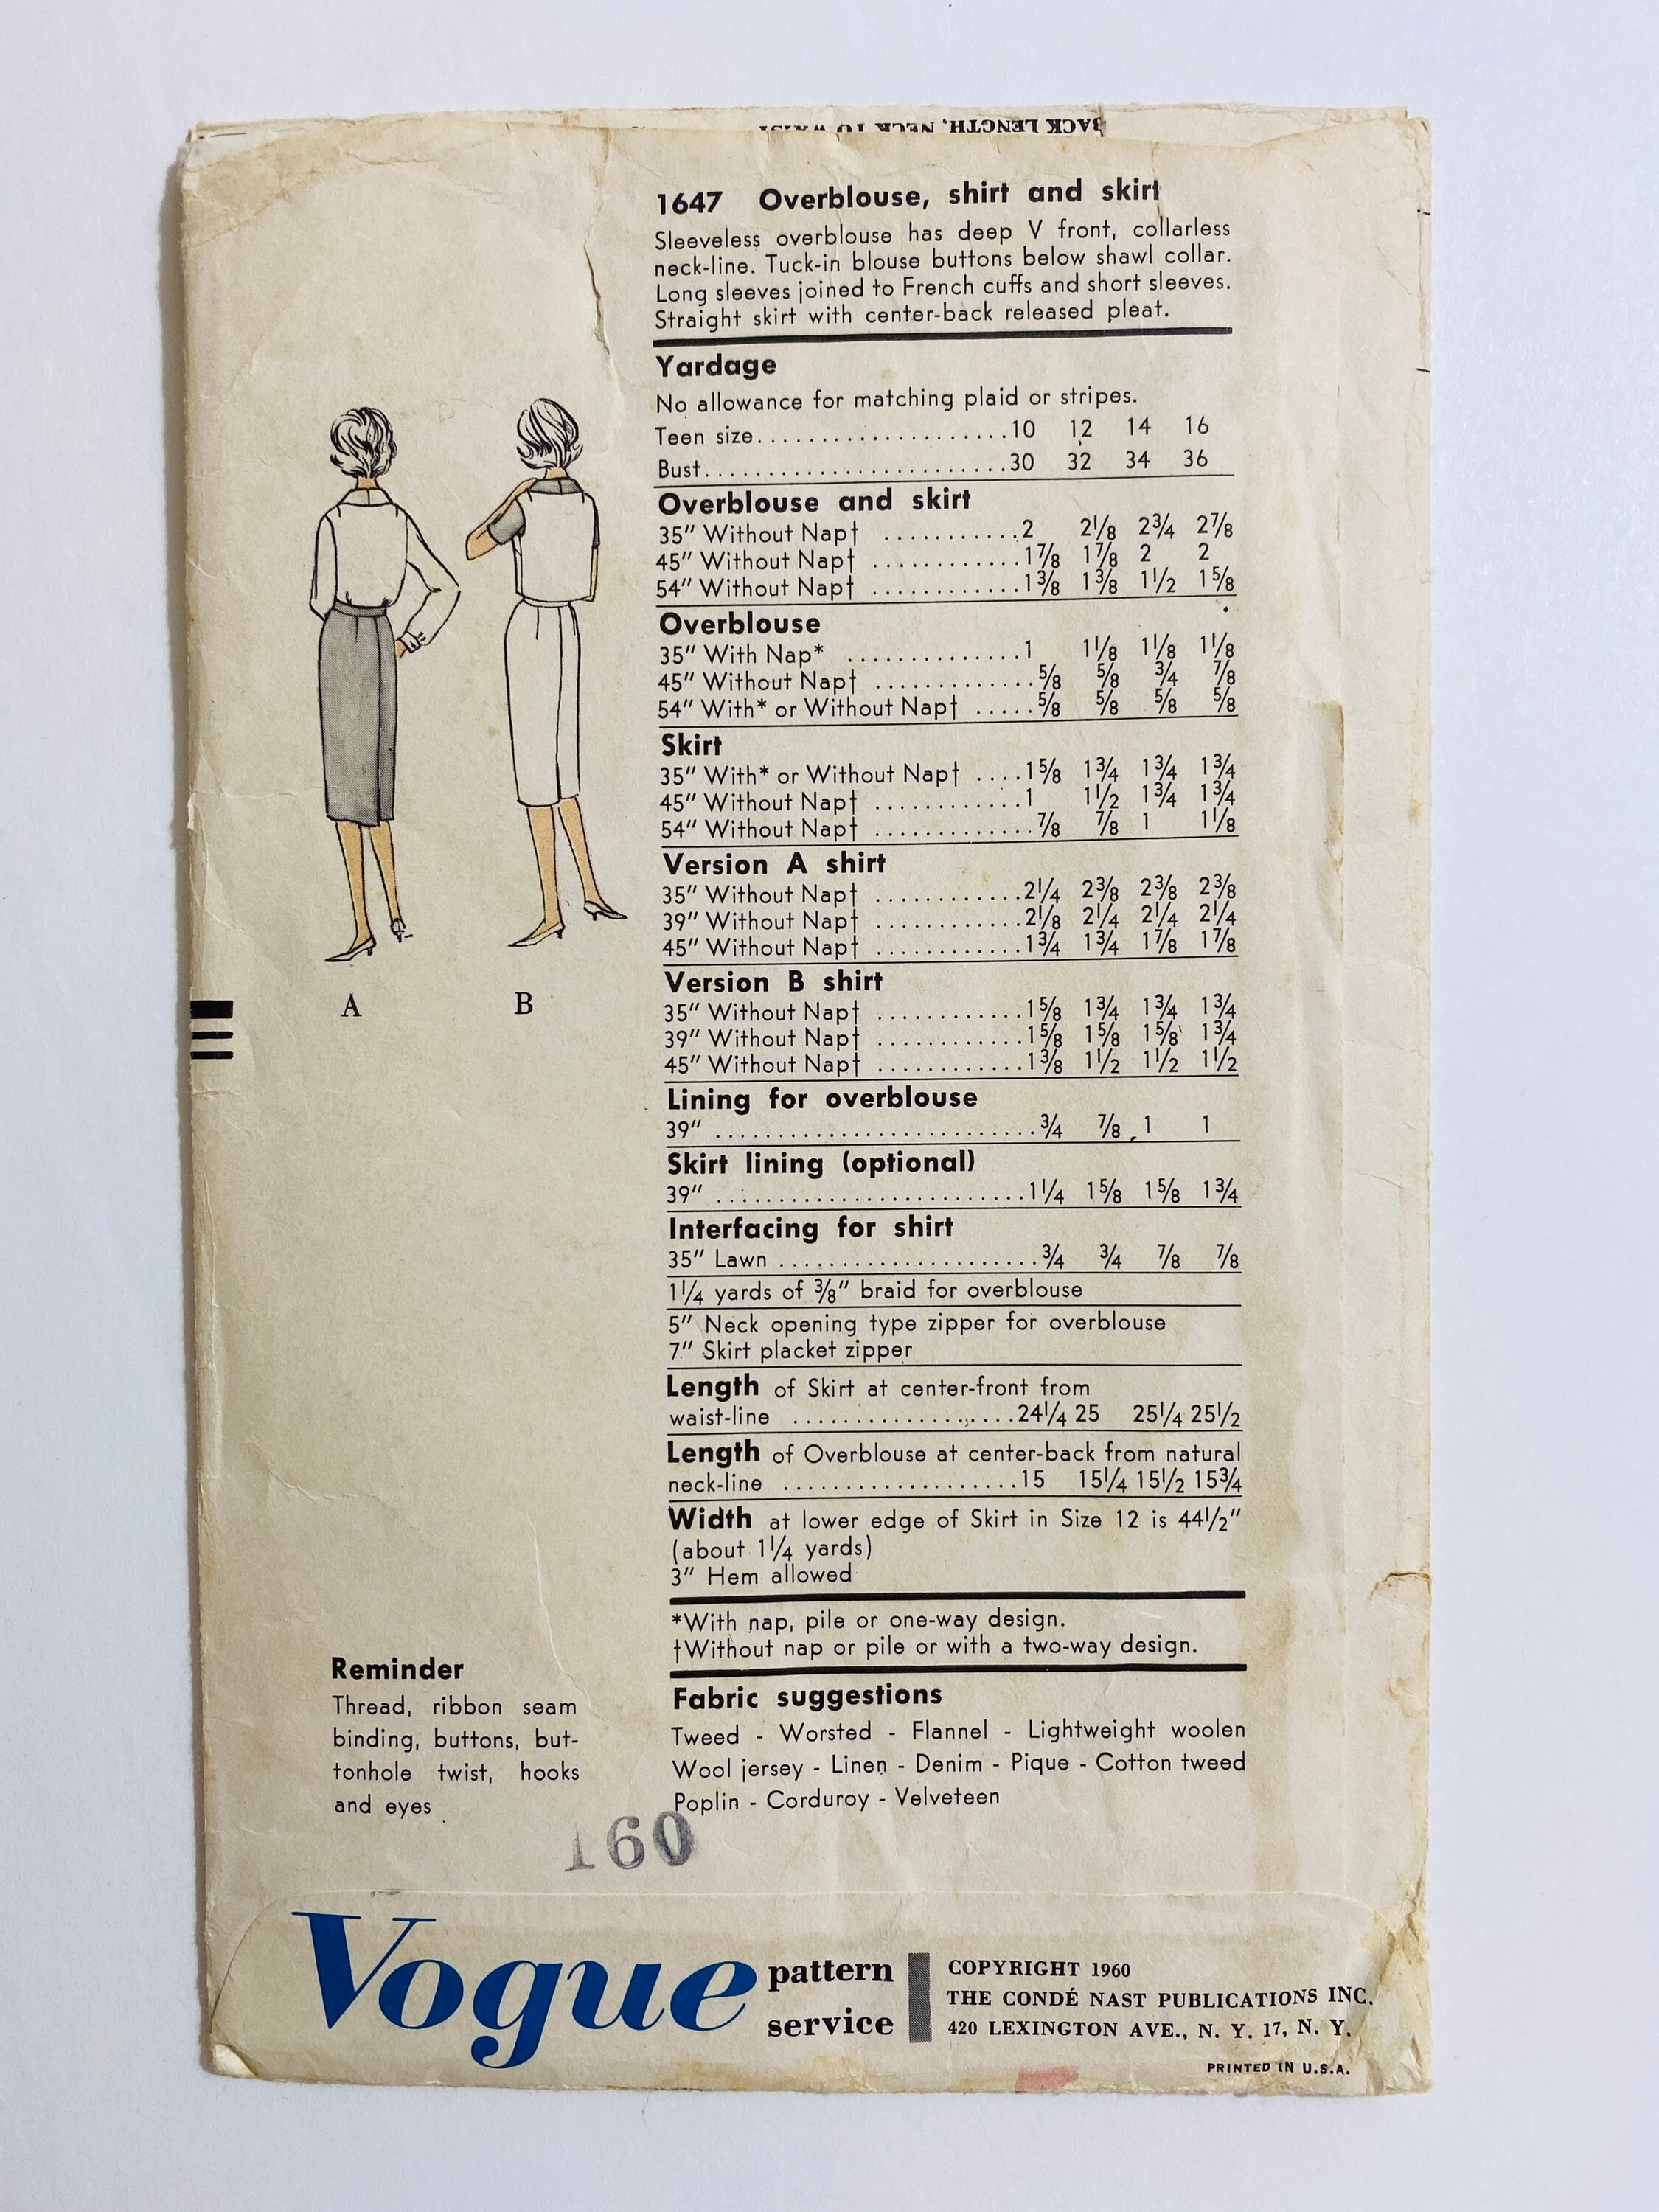 BACK LENGTH, NECK TO WAIST
1647 Overblouse, shirt and skirt
Sleeveless overblouse has deep V front, collarless
neck-line. Tuck-in blouse buttons below shawl collar.
Long sleeves joined to French cuffs and short sleeves.
Straight skirt with center-back released pleat.
Yardage
No allowance for matching plaid or stripes.
Teen size....................10 12 14 16
Bust........................30 32 34 36
Overblouse and skirt
35" Without Nap† ...........2 2⅛ 2¾ 2⅞
45" Without Nap† ............1⅞ 1⅞ 2 2
54" Without Nap† ............1⅜ 1⅜ 1½ 1⅝
Overblouse
35" With Nap* ..............1 1⅛ 1⅛ 1⅛
45" Without Nap† .............⅝ ⅝ ¾ ⅞
54" With* or Without Nap† .....⅝ ⅝ ⅝ ⅝
Skirt
35" With* or Without Nap† ....1⅝ 1¾ 1¾ 1¾
45" Without Nap† ............1 1½ 1¾ 1¾
54" Without Nap† .............⅞ ⅞ 1 1⅛
Version A shirt
35" Without Nap† ............2¼ 2⅜ 2⅜ 2⅜
39" Without Nap† ............2⅛ 2¼ 2¼ 2¼
45" Without Nap† ............1¾ 1¾ 1⅞ 1⅞
Version B shirt
35" Without Nap† ............1⅝ 1¾ 1¾ 1¾
39" Without Nap† ............1⅝ 1⅝ 1⅝ 1¾
45" Without Nap† ............1⅜ 1½ 1½ 1½
Lining for overblouse
39" ..........................¾ ⅞ 1 1
Skirt lining (optional)
39" .........................1¼ 1⅝ 1⅝ 1¾
Interfacing for shirt
35" Lawn .....................¾ ¾ ⅞ ⅞
1¼ yards of ⅜" braid for overblouse
5" Neck opening type zipper for overblouse
7" Skirt placket zipper
Length of Skirt at center-front from
waist-line ..................24¼ 25 25¼ 25½
Length of Overblouse at center-back from natural
neck-line ...................15 15¼ 15½ 15¾
Width at lower edge of Skirt in Size 12 is 44½"
(about 1¼ yards)
3" Hem allowed
*With nap, pile or one-way design.
†Without nap or pile or with a two-way design.
Fabric suggestions
Tweed - Worsted - Flannel - Lightweight woolen
Wool jersey - Linen - Denim - Pique - Cotton tweed
Poplin - Corduroy - Velveteen
A B
Reminder
Thread, ribbon seam
binding, buttons, but-
tonhole twist, hooks
and eyes
160
Vogue pattern
service
COPYRIGHT 1960
THE CONDÉ NAST PUBLICATIONS INC.
420 LEXINGTON AVE., N. Y. 17, N. Y.
PRINTED IN U.S.A.